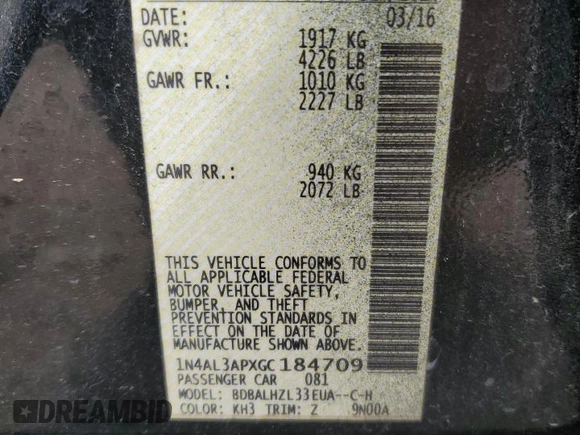 DATE: 03/16
GVWR: 1917 KG
4226 LB
GAWR FR.: 1010 KG
2227 LB
GAWR RR.: 940 KG
2072 LB
THIS VEHICLE CONFORMS TO
ALL APPLICABLE FEDERAL
MOTOR VEHICLE SAFETY,
BUMPER, AND THEFT
PREVENTION STANDARDS IN
EFFECT ON THE DATE OF
MANUFACTURE SHOWN ABOVE.
1N4AL3APXGC184709
PASSENGER CAR 081
MODEL: BDBALHZL33EUA--C-H
COLOR: KH3 TRIM: Z 9N00A
DREAMBID